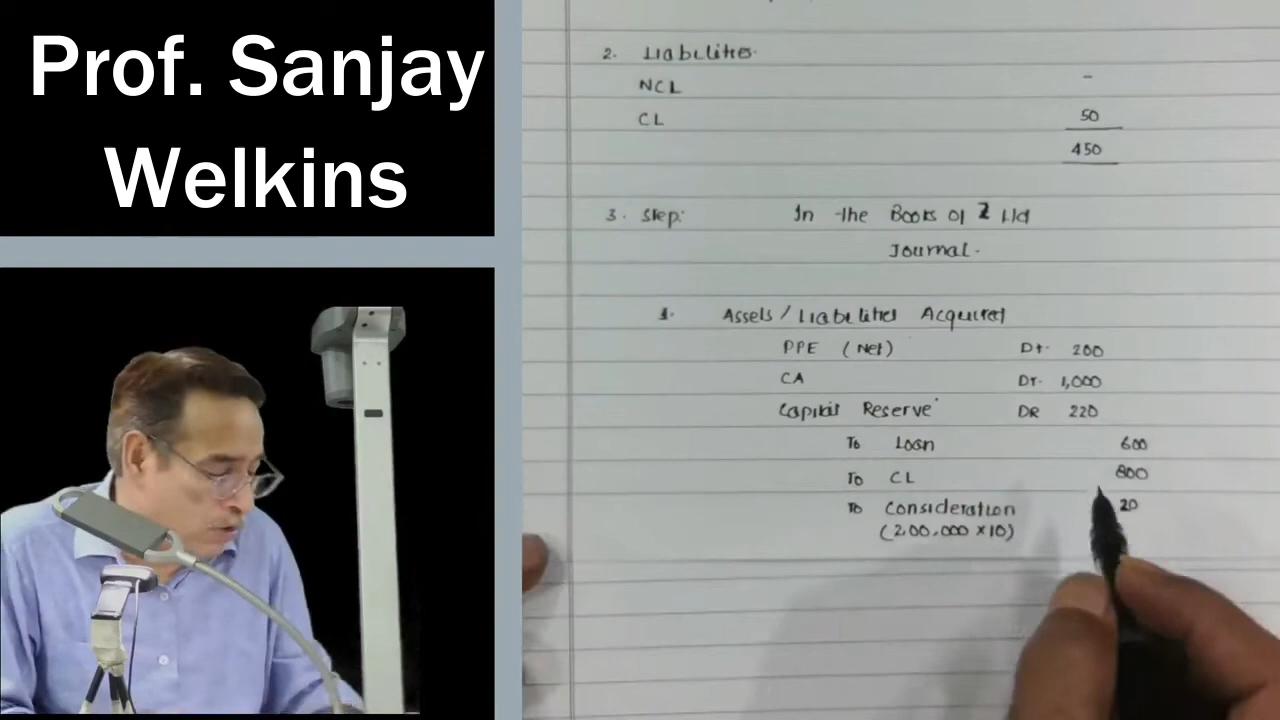 Prof. Sanjay
Welkins
2. Liabilities.
NCL -
CL 50
450
3. Step: In the Books of Z Ltd
Journal.
1. Assets / Liabilities Acquired
PPE (Net) Dr. 200
CA Dr. 1,000
Capital Reserve DR 220
To Loan 600
To CL 800
To Consideration 20
(2,00,000 × 10)